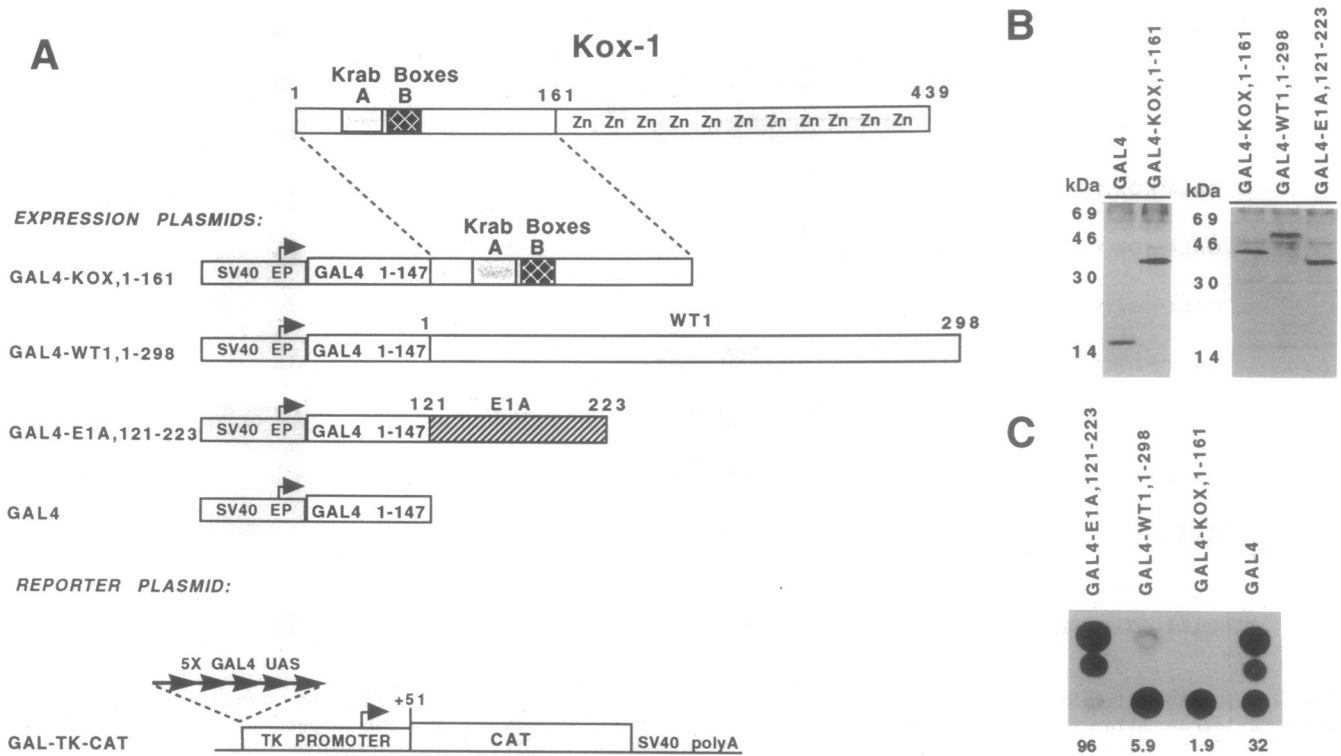 A
Kox-1
Krab Boxes
1 A B 161 439
Zn Zn Zn Zn Zn Zn Zn Zn Zn Zn Zn
EXPRESSION PLASMIDS:
Krab Boxes
A B
GAL4-KOX,1-161 SV40 EP GAL4 1-147
1 WT1 298
GAL4-WT1,1-298 SV40 EP GAL4 1-147
121 E1A 223
GAL4-E1A,121-223 SV40 EP GAL4 1-147
GAL4 SV40 EP GAL4 1-147
REPORTER PLASMID:
5X GAL4 UAS
+51
GAL-TK-CAT TK PROMOTER CAT SV40 polyA
B
GAL4
GAL4-KOX,1-161
kDa
69
46
30
14
GAL4-KOX,1-161
GAL4-WT1,1-298
GAL4-E1A,121-223
kDa
69
46
30
14
C
GAL4-E1A,121-223
GAL4-WT1,1-298
GAL4-KOX,1-161
GAL4
96 5.9 1.9 32